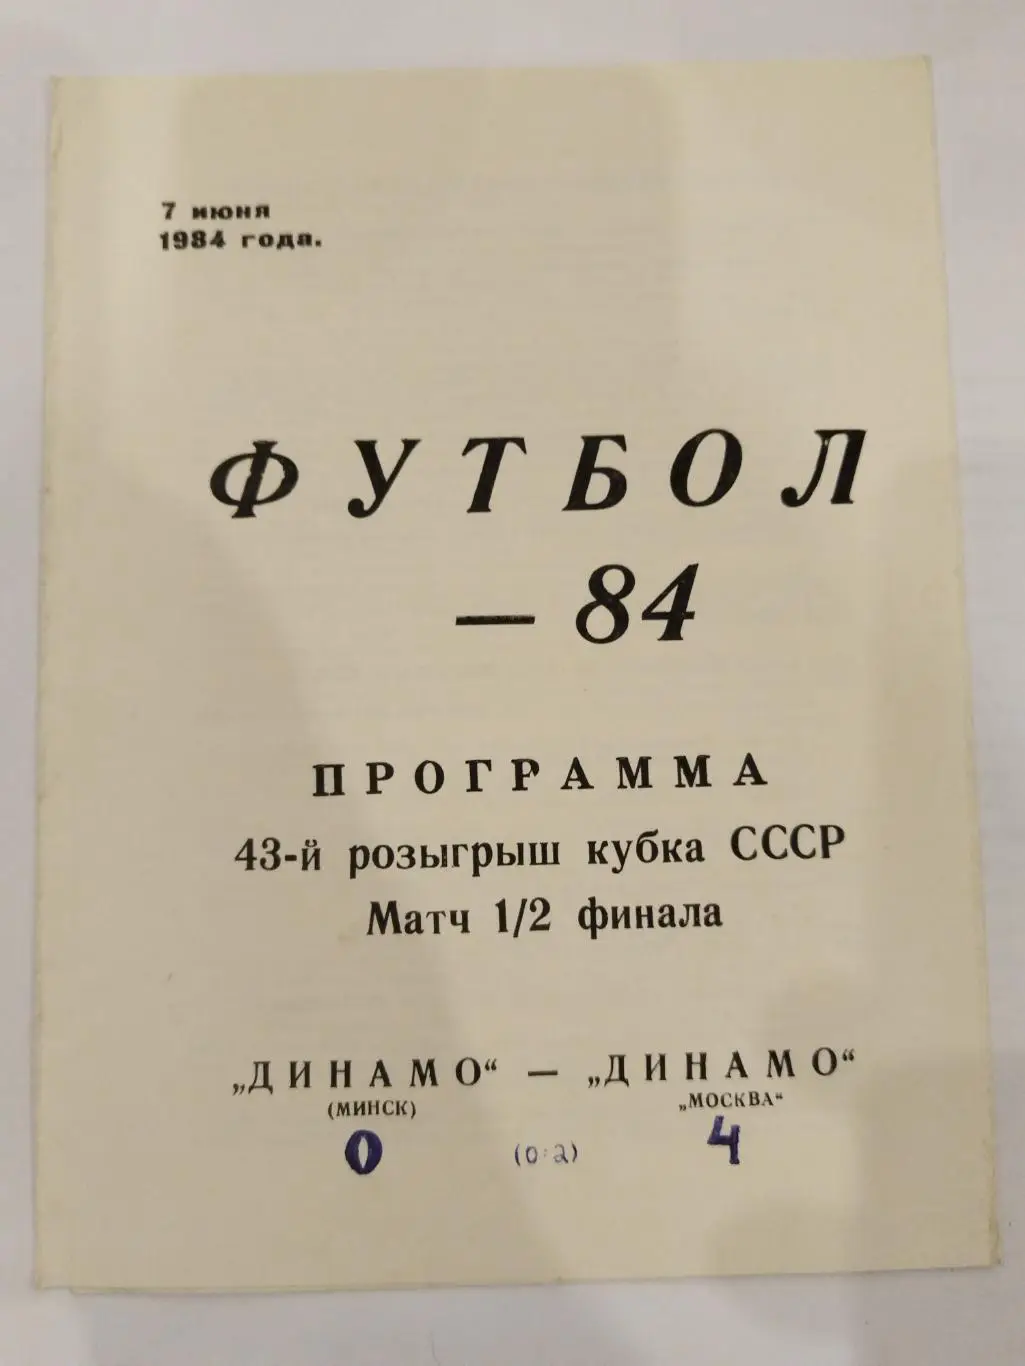 7 июня
1984 года.
ФУТБОЛ
— 84
ПРОГРАММА
43-й розыгрыш кубка СССР
Матч 1/2 финала
„ДИНАМО“ — „ДИНАМО“
(МИНСК) „МОСКВА“
0 (0:2) 4